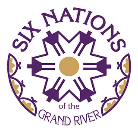 SIX NATIONS
of the
GRAND RIVER